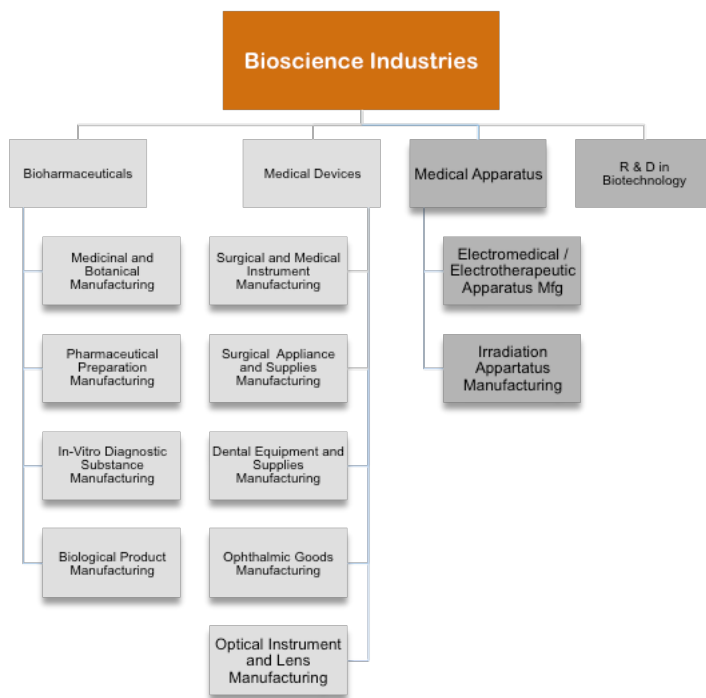 Bioscience Industries
Bioharmaceuticals
Medical Devices
Medical Apparatus
R & D in
Biotechnology
Medicinal and
Botanical
Manufacturing
Pharmaceutical
Preparation
Manufacturing
In-Vitro Diagnostic
Substance
Manufacturing
Biological Product
Manufacturing
Surgical and Medical
Instrument
Manufacturing
Surgical Appliance
and Supplies
Manufacturing
Dental Equipment and
Supplies
Manufacturing
Ophthalmic Goods
Manufacturing
Optical Instrument
and Lens
Manufacturing
Electromedical /
Electrotherapeutic
Apparatus Mfg
Irradiation
Appartatus
Manufacturing